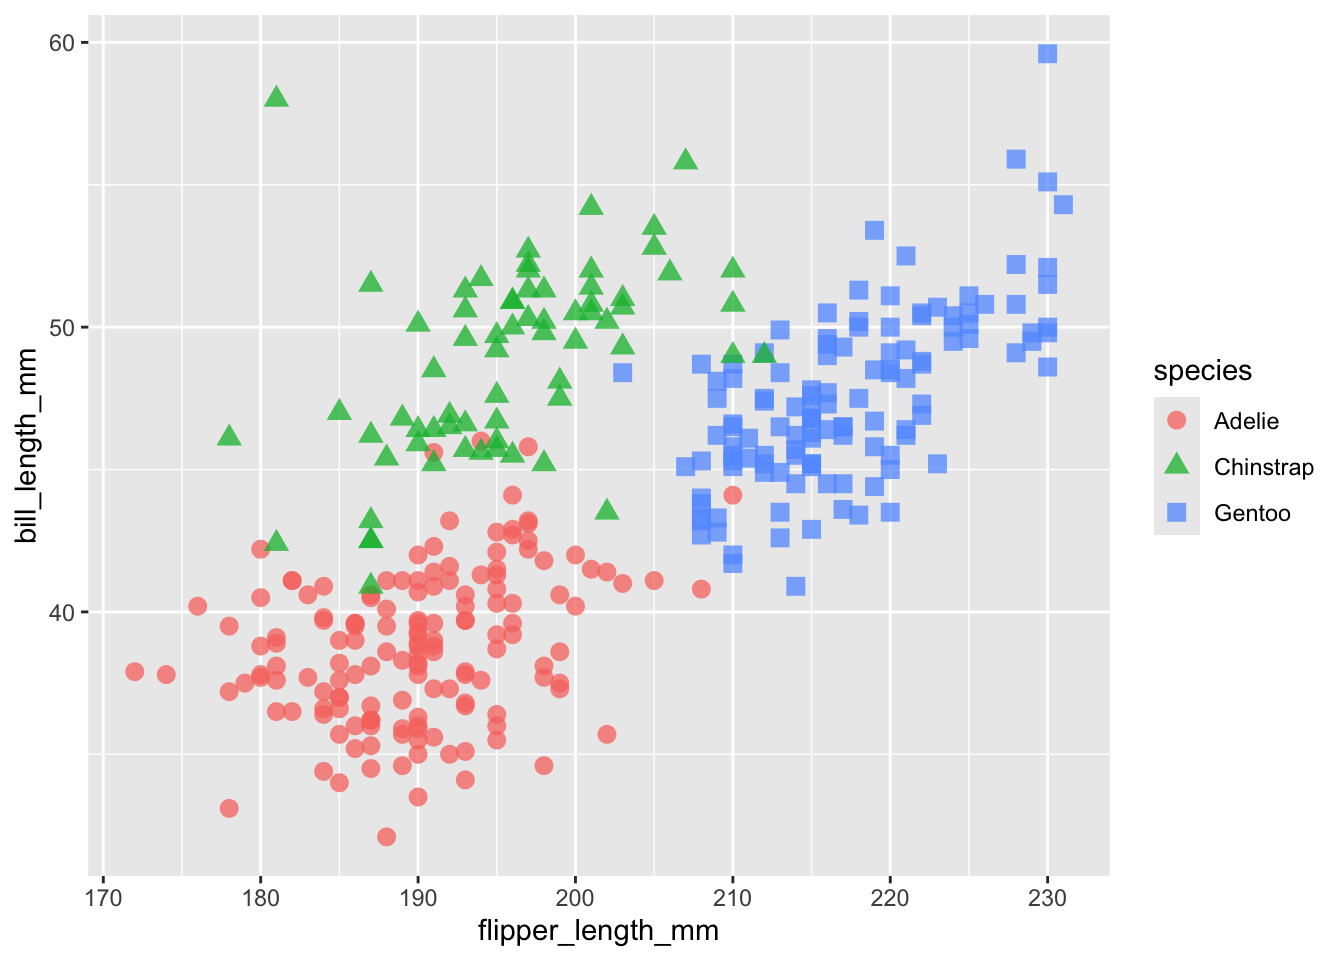 60
50
40
bill_length_mm
170 180 190 200 210 220 230
flipper_length_mm
species
Adelie
Chinstrap
Gentoo